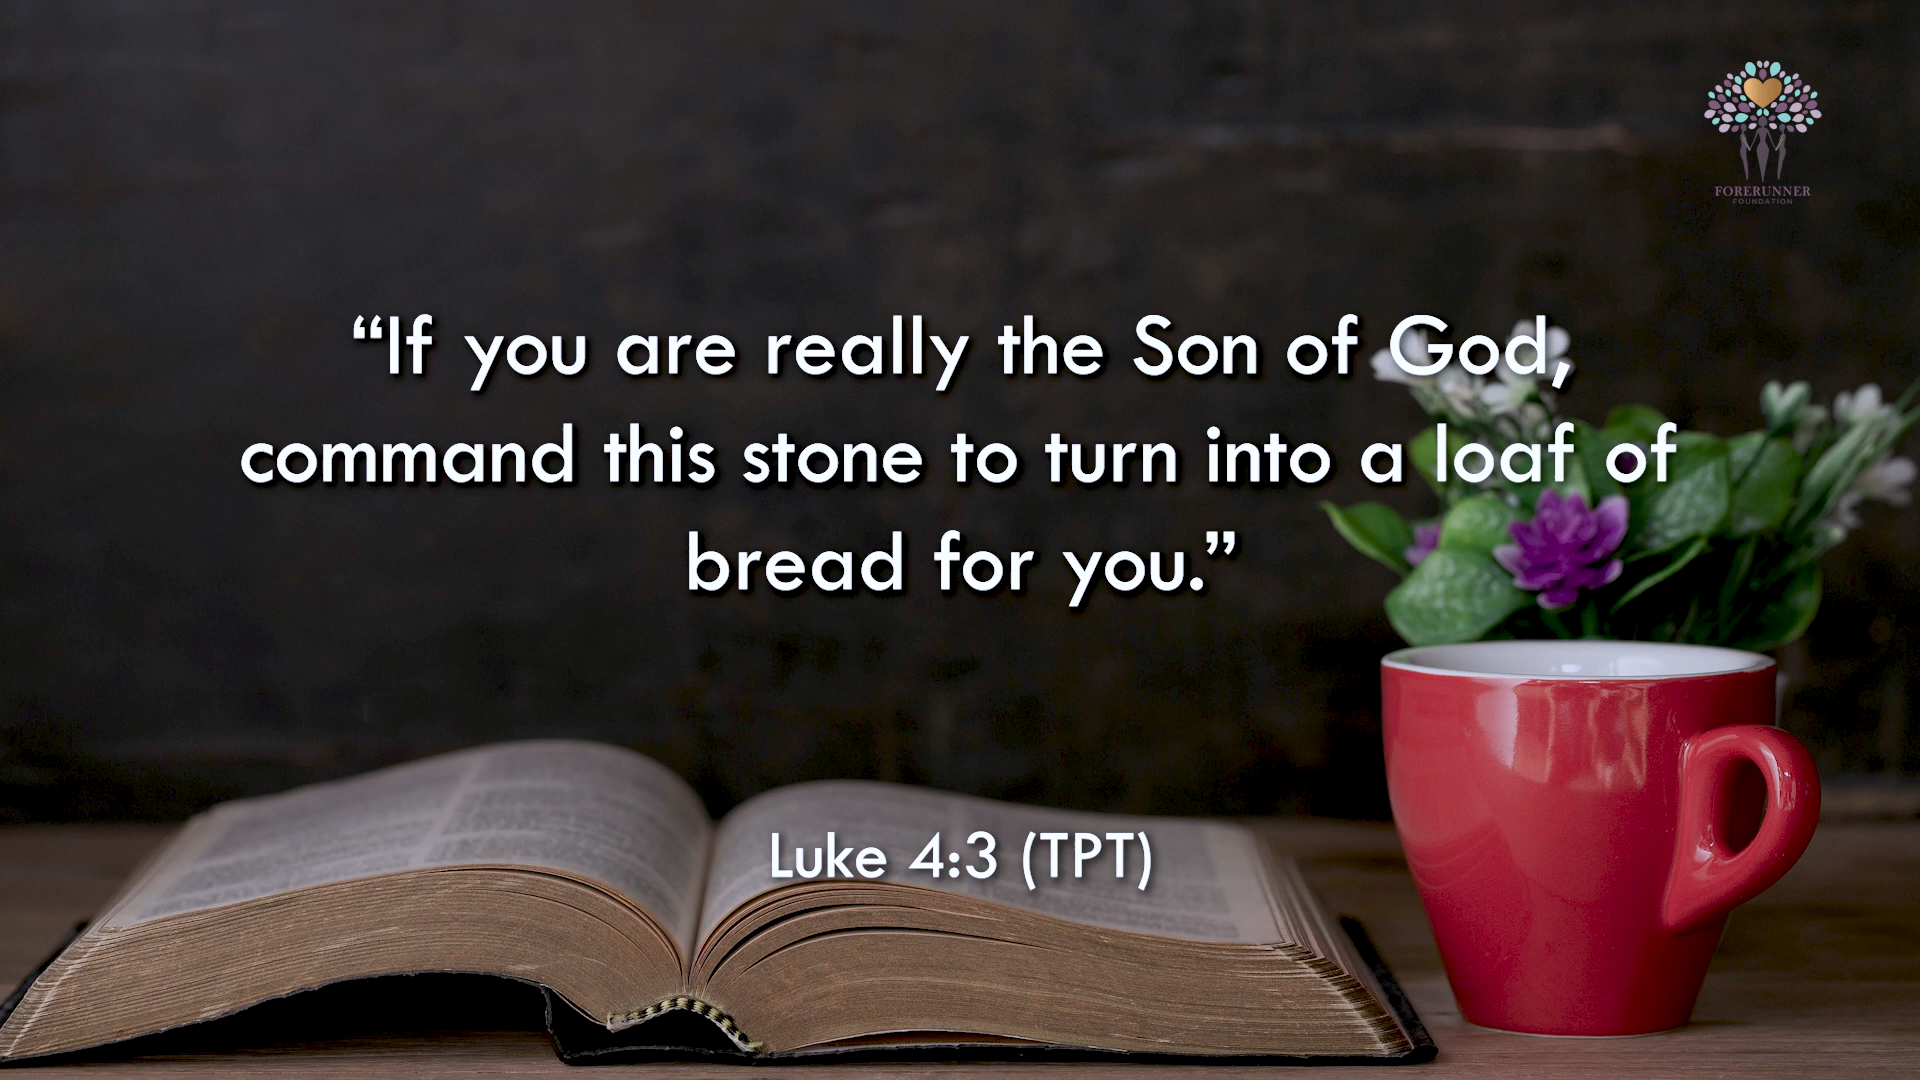 FORERUNNER
FOUNDATION
“If you are really the Son of God,
command this stone to turn into a loaf of
bread for you.”
Luke 4:3 (TPT)